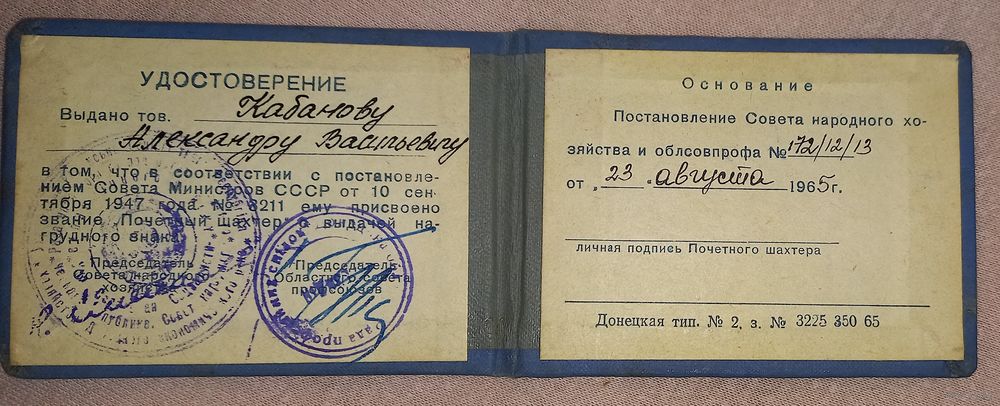 УДОСТОВЕРЕНИЕ
Выдано тов. Кабанову
Александру Васильевичу
в том, что в соответствии с постановле-
нием Совета Министров СССР от 10 сен-
тября 1947 года № 3211 ему присвоено
звание „Почетный шахтер“ с выдачей на-
грудного знака.
Председатель
Совета народного
хозяйства
Председатель
Областного совета
профсоюзов
Основание
Постановление Совета народного хо-
зяйства и облсовпрофа № 172/12/13
от „23“ августа 1965г.
личная подпись Почетного шахтера
Донецкая тип. № 2, з. № 3225 350 65